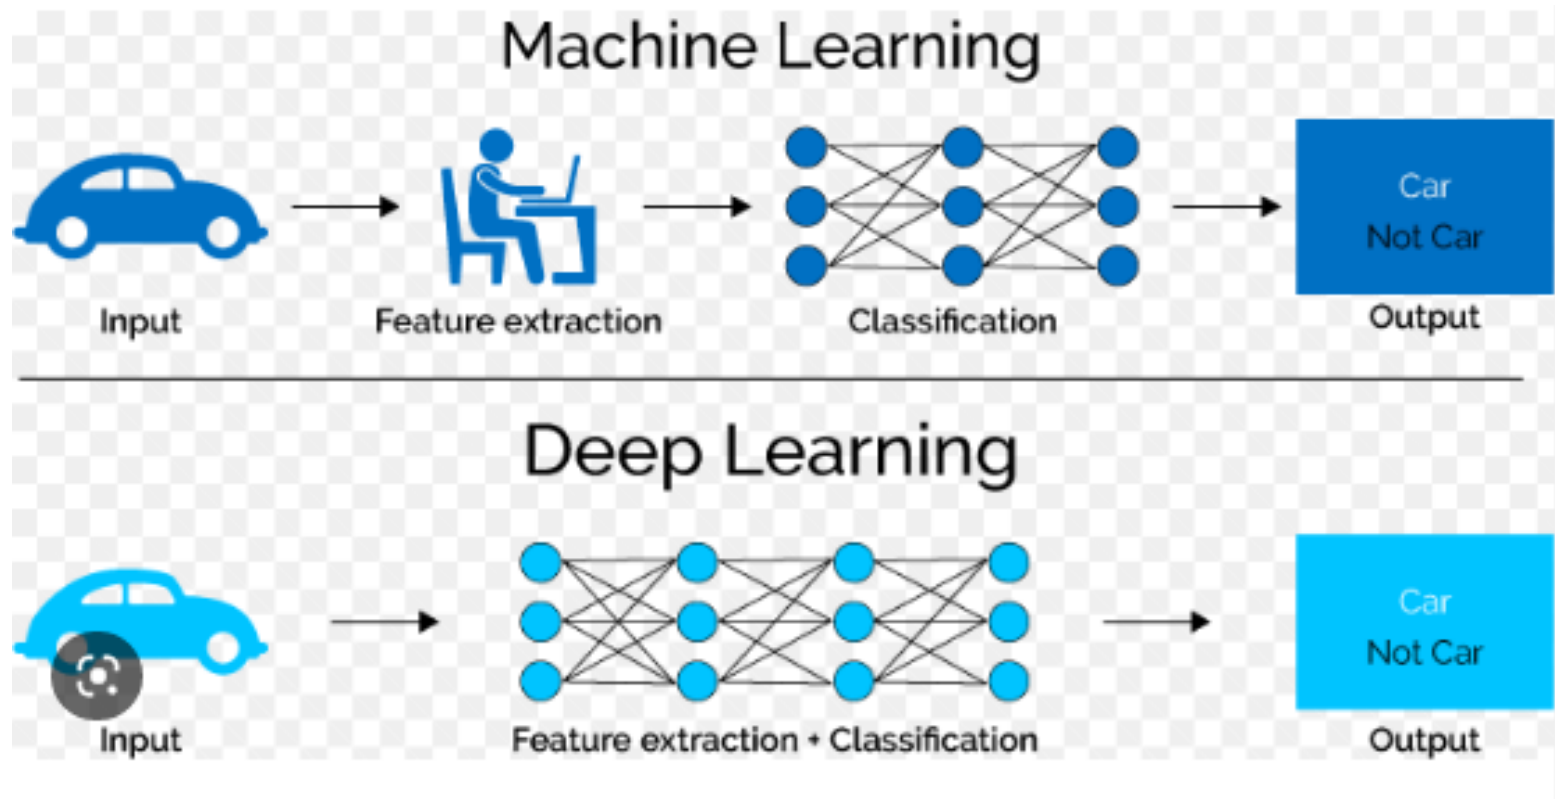 Machine Learning
Car
Not Car
Input
Feature extraction
Classification
Output
Deep Learning
Car
Not Car
Input
Feature extraction + Classification
Output